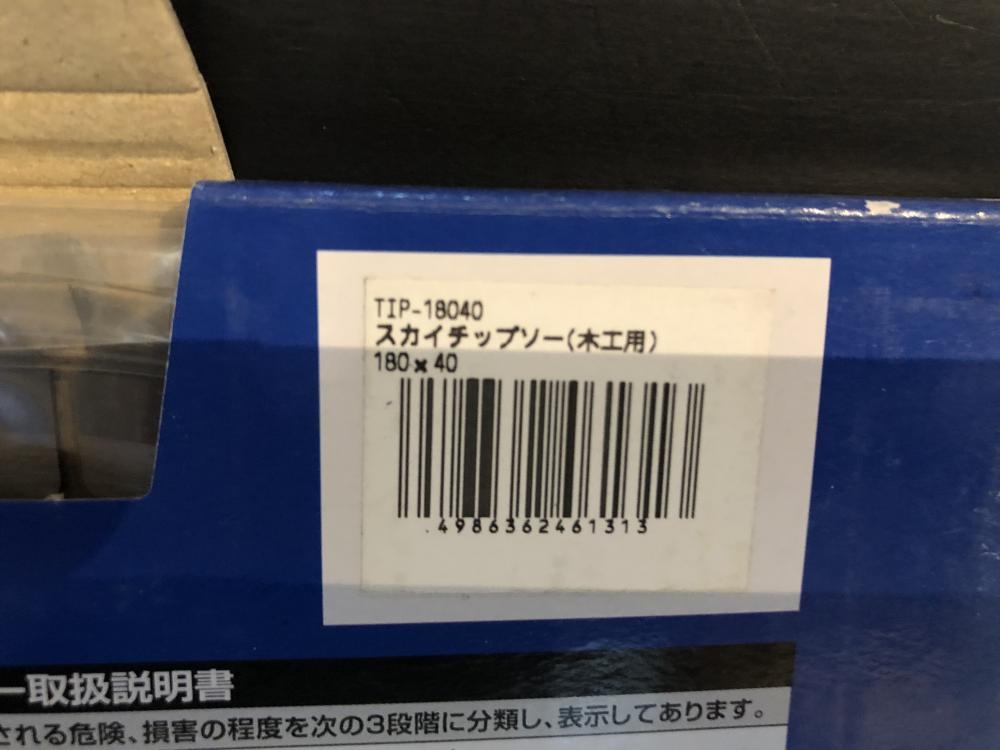 TIP-18040
スカイチップソー(木工用)
180×40
4986362461313
ー取扱説明書
される危険、損害の程度を次の3段階に分類し、表示してあります。